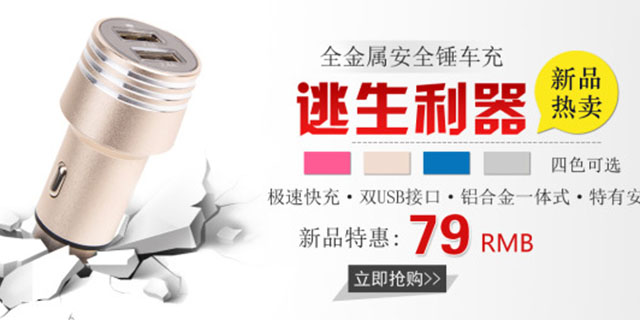 全金属安全锤车充
逃生利器
新品
热卖
四色可选
极速快充·双USB接口·铝合金一体式·特有安
新品特惠：79 RMB
立即抢购>>